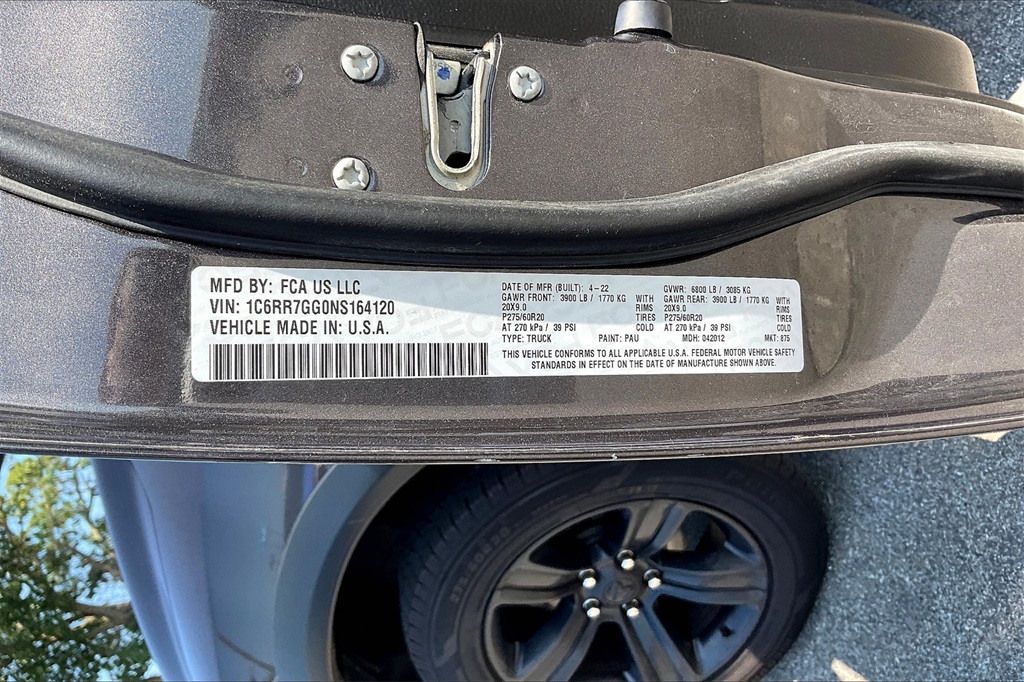 MFD BY: FCA US LLC
VIN: 1C6RR7GG0NS164120
VEHICLE MADE IN: U.S.A.
DATE OF MFR (BUILT): 4-22 GVWR: 6800 LB / 3085 KG
GAWR FRONT: 3900 LB / 1770 KG WITH GAWR REAR: 3900 LB / 1770 KG WITH
20X9.0 RIMS 20X9.0 RIMS
P275/60R20 TIRES P275/60R20 TIRES
AT 270 kPa / 39 PSI COLD AT 270 kPa / 39 PSI COLD
TYPE: TRUCK PAINT: PAU MDH: 042012 MKT: 875
THIS VEHICLE CONFORMS TO ALL APPLICABLE U.S.A. FEDERAL MOTOR VEHICLE SAFETY
STANDARDS IN EFFECT ON THE DATE OF MANUFACTURE SHOWN ABOVE.